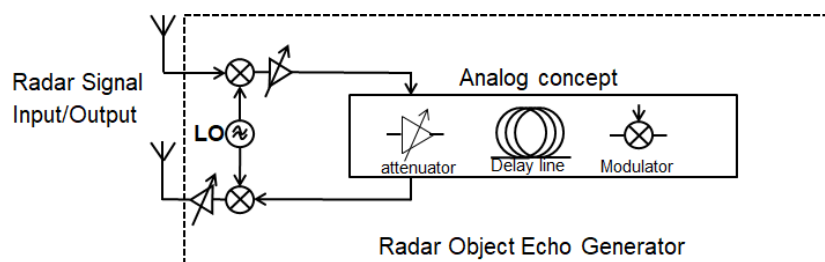 Radar Signal
Input/Output
LO
Analog concept
attenuator
Delay line
Modulator
Radar Object Echo Generator